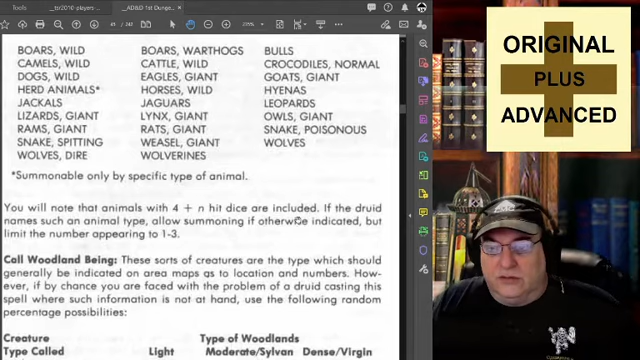 _tsr2010-players
_AD&D 1st Dunge...
BOARS, WILD BOARS, WARTHOGS BULLS
CAMELS, WILD CATTLE, WILD CROCODILES, NORMAL
DOGS, WILD EAGLES, GIANT GOATS, GIANT
HERD ANIMALS* HORSES, WILD HYENAS
JACKALS JAGUARS LEOPARDS
LIZARDS, GIANT LYNX, GIANT OWLS, GIANT
RAMS, GIANT RATS, GIANT SNAKE, POISONOUS
SNAKE, SPITTING WEASEL, GIANT WOLVES
WOLVES, DIRE WOLVERINES
*Summonable only by specific type of animal.
You will note that animals with 4 + n hit dice are included. If the druid
names such an animal type, allow summoning if otherwise indicated, but
limit the number appearing to 1-3.
Call Woodland Being: These sorts of creatures are the type which should
generally be indicated on area maps as to location and numbers. How-
ever, if by chance you are faced with the problem of a druid casting this
spell where such information is not at hand, use the following random
percentage possibilities:
Creature Type of Woodlands
Type Called Light Moderate/Sylvan Dense/Virgin
ORIGINAL
PLUS
ADVANCED